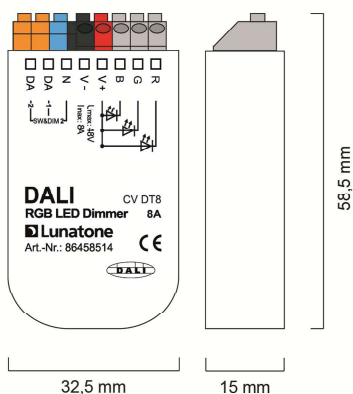 DA
DA
N
V-
V+
B
G
R
-2-
-1-
SW&DIM 2
Lmax: 48V
Imax: 8A
DALI
CV DT8
RGB LED Dimmer 8A
Lunatone
Art.-Nr.: 86458514
CE
DALI
58,5 mm
32,5 mm
15 mm